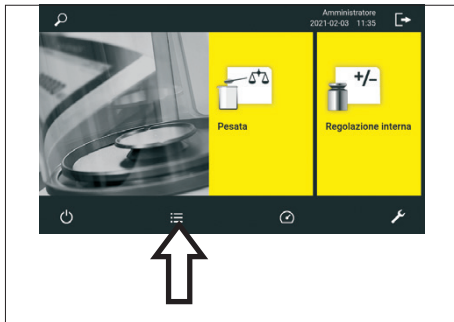 Amministratore
2021-02-03 11:35
+/-
Pesata
Regolazione interna